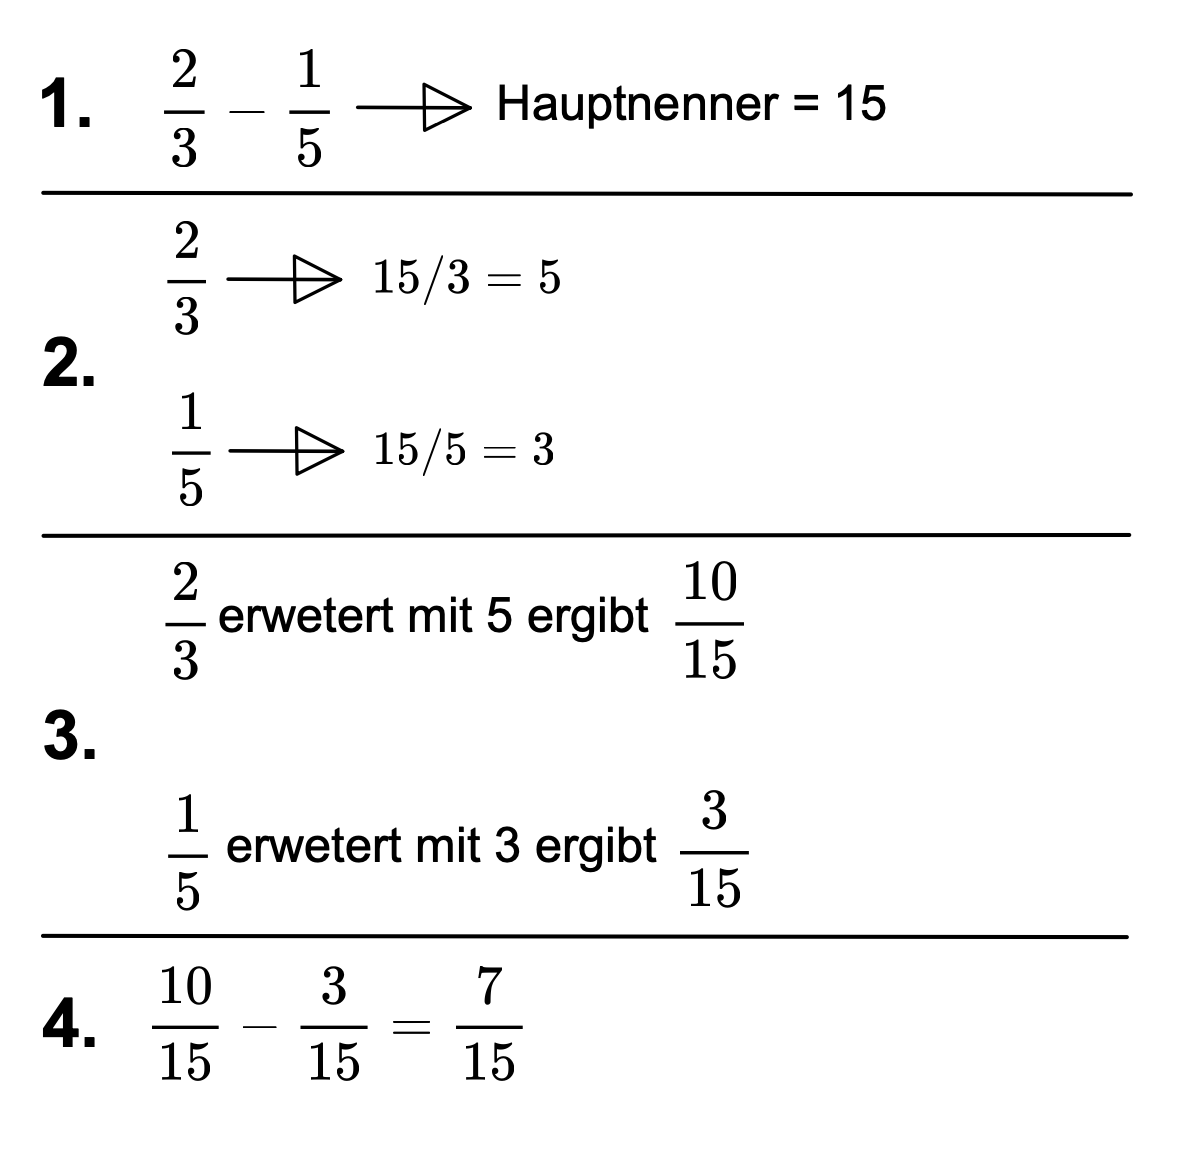 1. 2/3 − 1/5 Hauptnenner = 15
2/3 15/3 = 5
2.
1/5 15/5 = 3
2/3 erwetert mit 5 ergibt 10/15
3.
1/5 erwetert mit 3 ergibt 3/15
4. 10/15 − 3/15 = 7/15